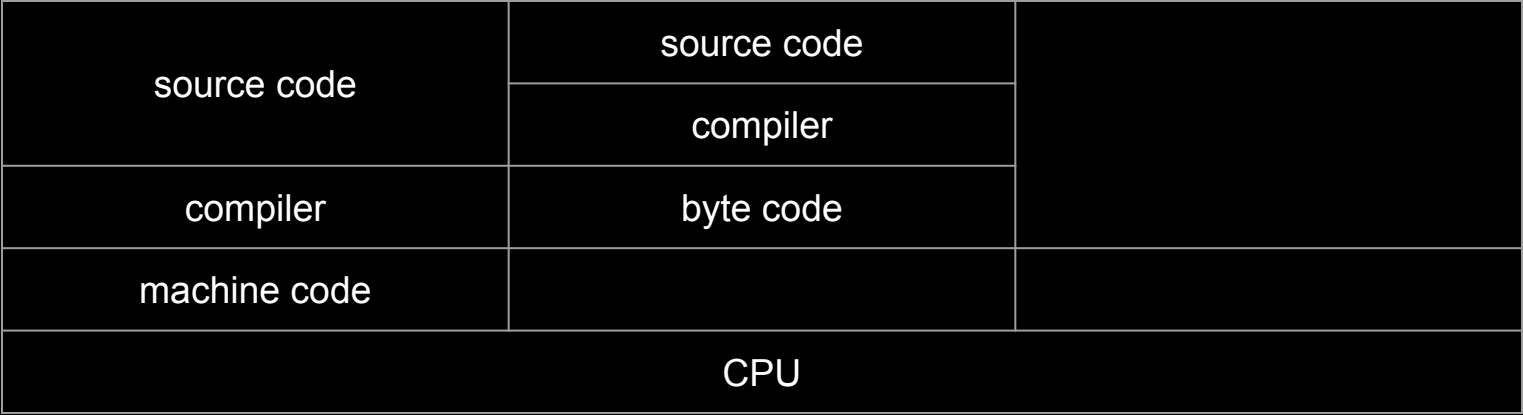 source code
source code
compiler
compiler
byte code
machine code
CPU